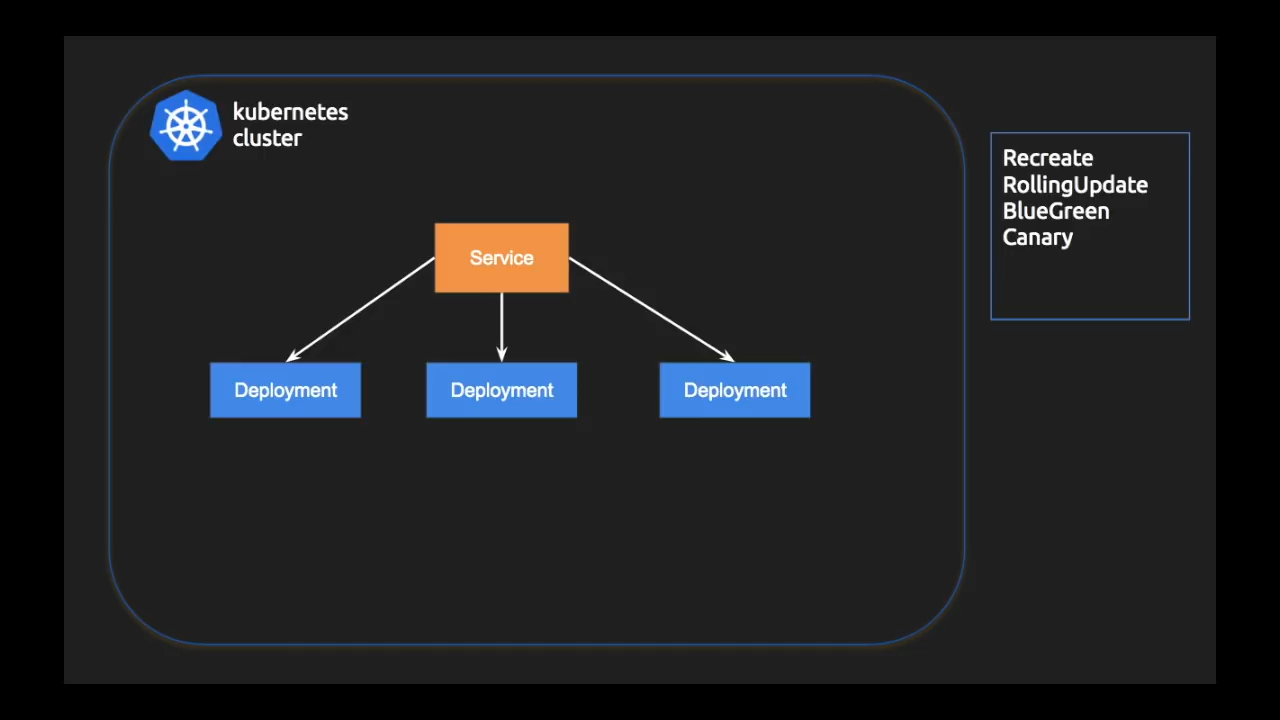 kubernetes
cluster
Recreate
RollingUpdate
BlueGreen
Canary
Service
Deployment
Deployment
Deployment